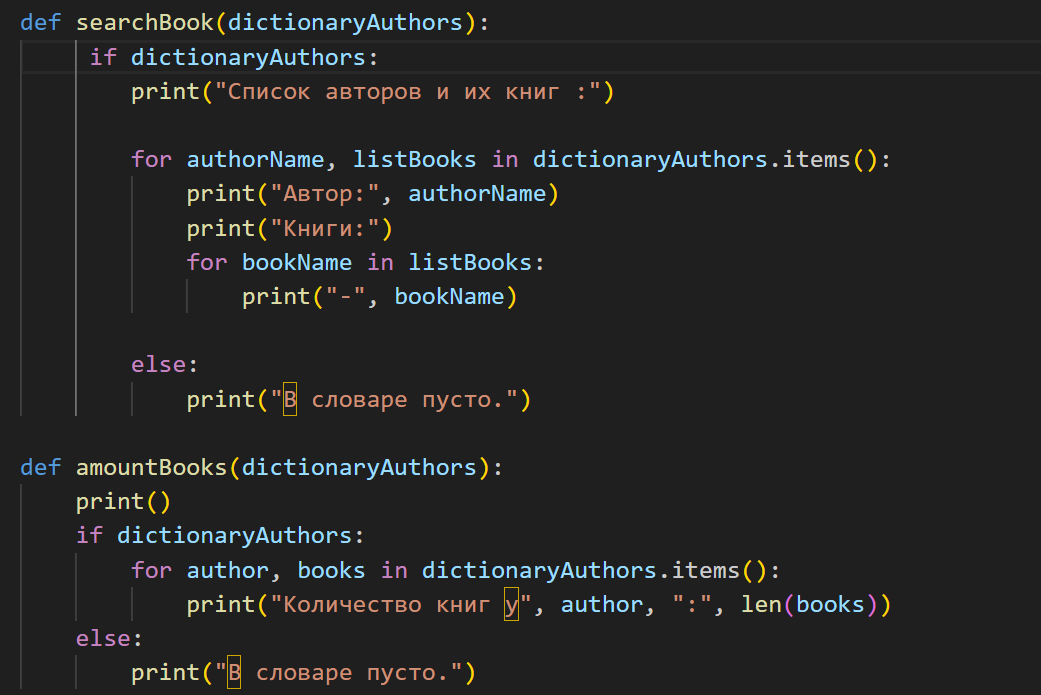 def searchBook(dictionaryAuthors):
     if dictionaryAuthors:
        print("Список авторов и их книг :")

        for authorName, listBooks in dictionaryAuthors.items():
            print("Автор:", authorName)
            print("Книги:")
            for bookName in listBooks:
                print("-", bookName)

        else:
            print("В словаре пусто.")

def amountBooks(dictionaryAuthors):
    print()
    if dictionaryAuthors:
        for author, books in dictionaryAuthors.items():
            print("Количество книг у", author, ":", len(books))
    else:
        print("В словаре пусто.")